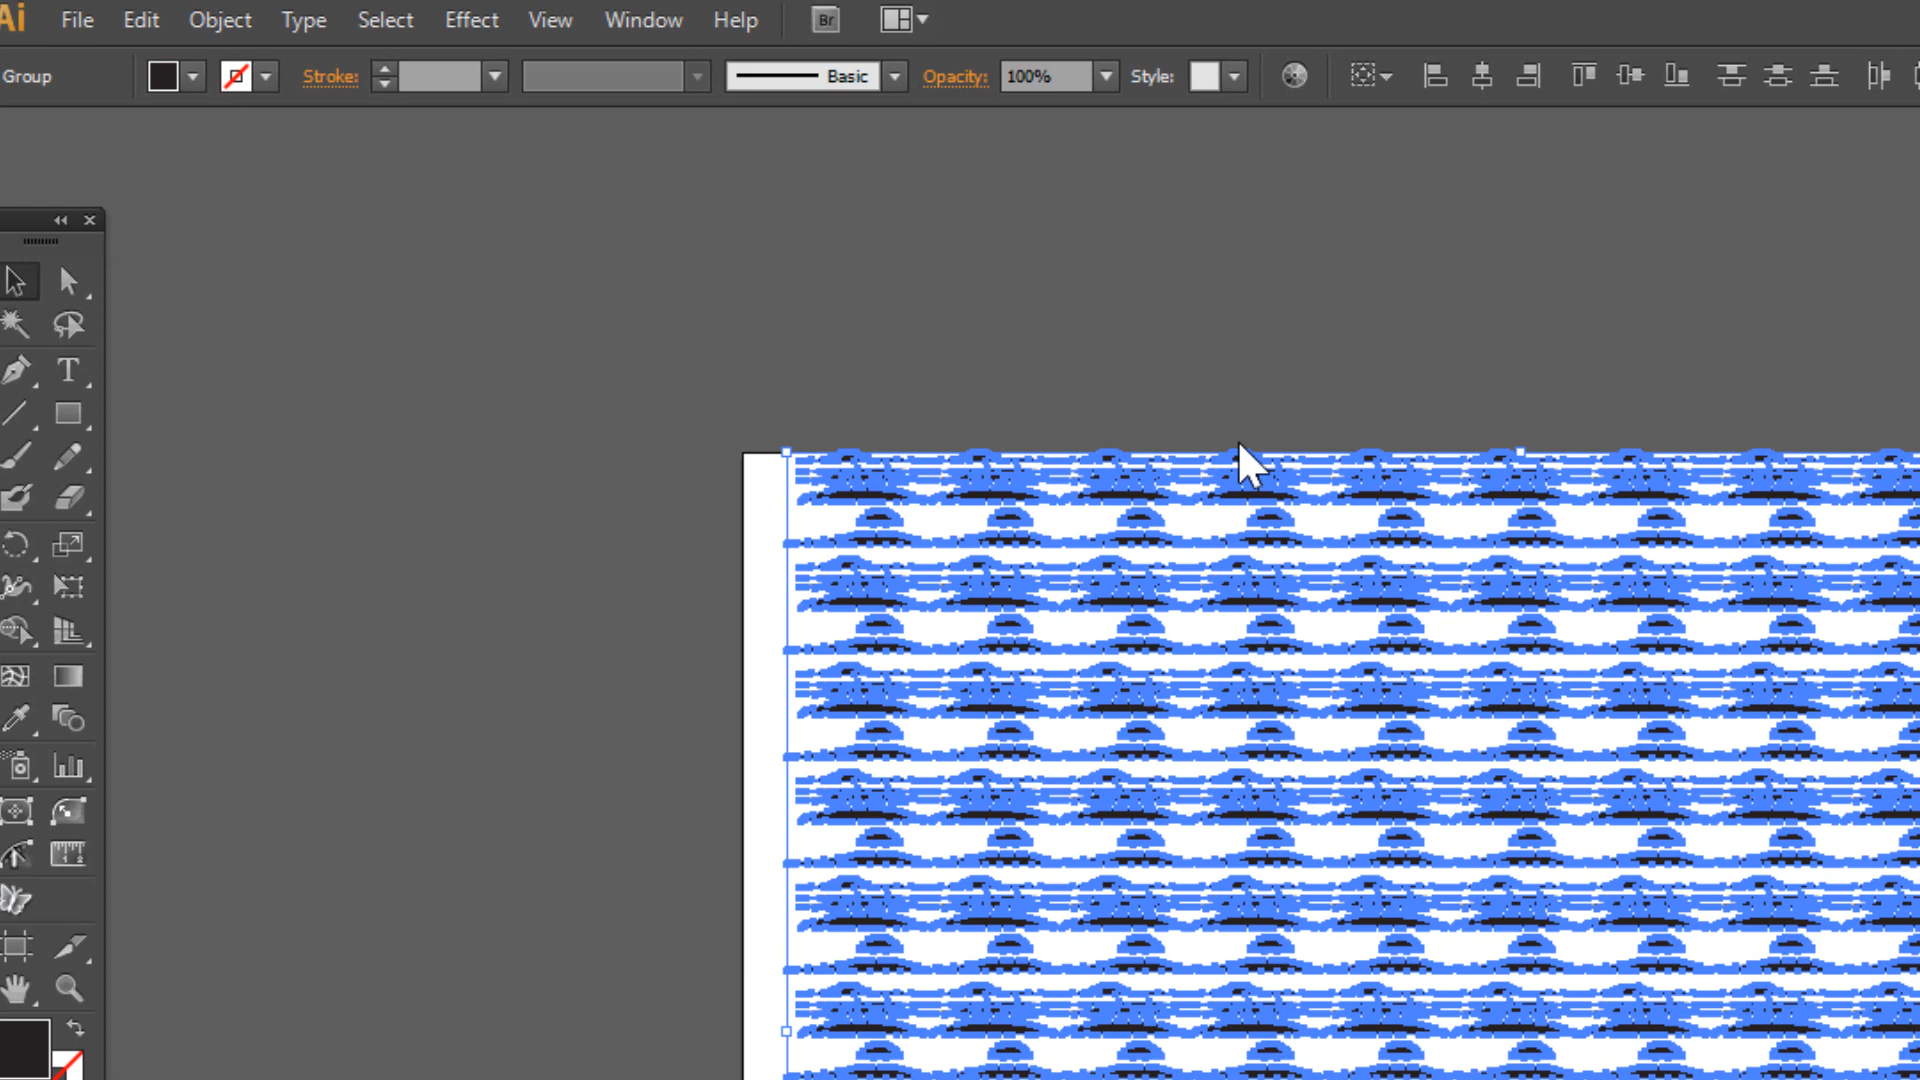 Ai File Edit Object Type Select Effect View Window Help Br
Group Stroke: Basic Opacity: 100% Style:
T